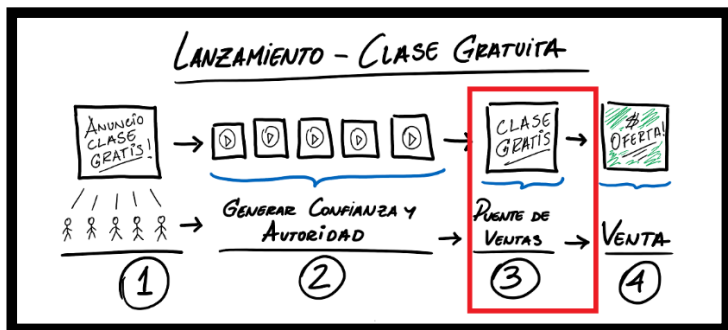 LANZAMIENTO – CLASE GRATUITA
ANUNCIO
CLASE
GRATIS!
CLASE
GRATIS
$
OFERTA!
GENERAR CONFIANZA Y
AUTORIDAD
PUENTE DE
VENTAS
VENTA
1
2
3
4